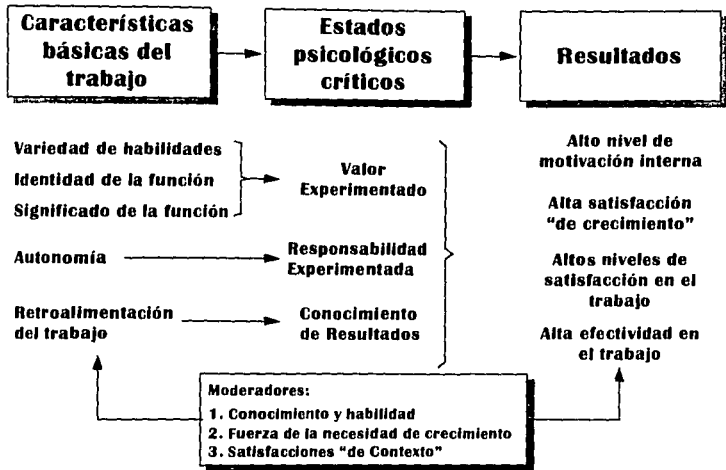 Características
básicas del
trabajo
Estados
psicológicos
críticos
Resultados
Variedad de habilidades
Identidad de la función
Significado de la función
Valor
Experimentado
Autonomía
Responsabilidad
Experimentada
Retroalimentación
del trabajo
Conocimiento
de Resultados
Alto nivel de
motivación interna
Alta satisfacción
"de crecimiento"
Altos niveles de
satisfacción en el
trabajo
Alta efectividad en
el trabajo
Moderadores:
1. Conocimiento y habilidad
2. Fuerza de la necesidad de crecimiento
3. Satisfacciones "de Contexto"